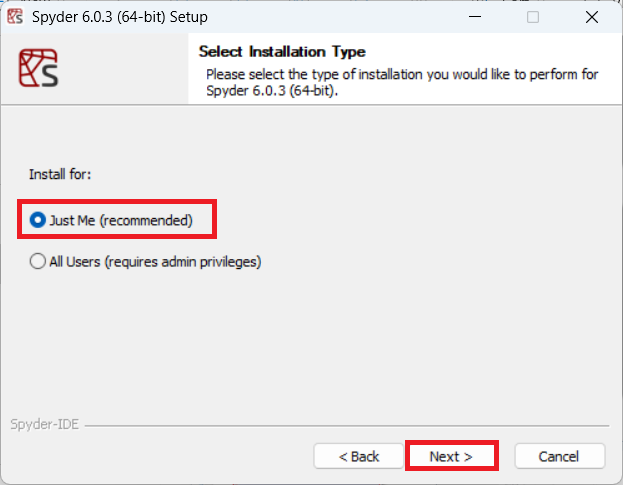 Spyder 6.0.3 (64-bit) Setup
S
Select Installation Type
Please select the type of installation you would like to perform for
Spyder 6.0.3 (64-bit).
Install for:
Just Me (recommended)
All Users (requires admin privileges)
Spyder-IDE
< Back
Next >
Cancel